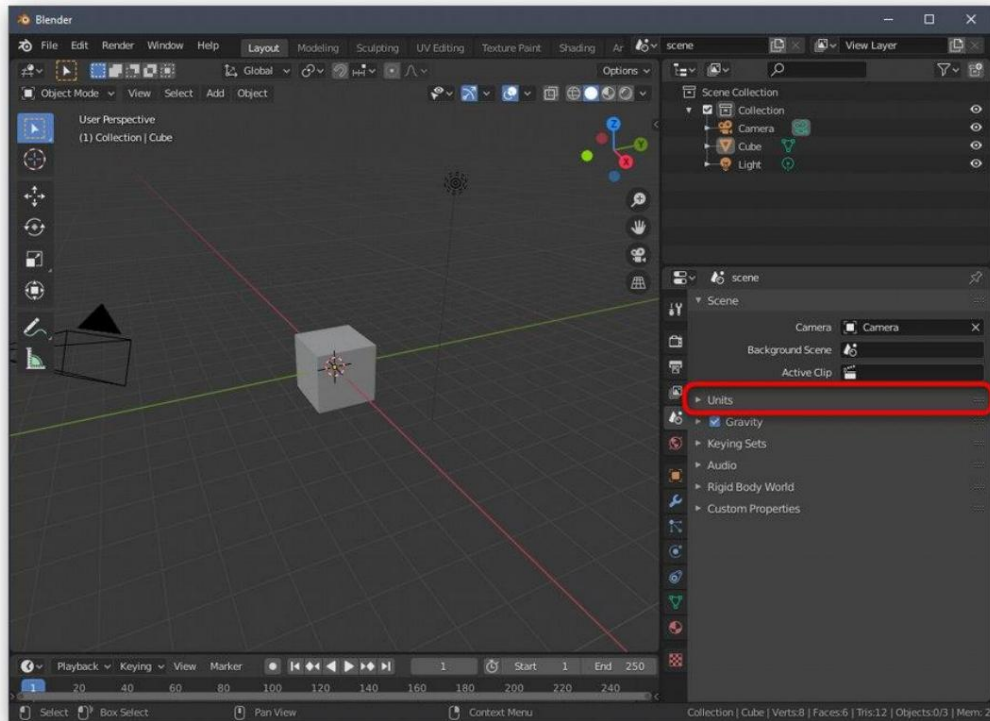 Blender
File Edit Render Window Help Layout Modeling Sculpting UV Editing Texture Paint Shading scene View Layer
Global Options
Object Mode View Select Add Object
User Perspective
(1) Collection | Cube
Z
Y
X
Scene Collection
Collection
Camera
Cube
Light
scene
Scene
Camera Camera
Background Scene
Active Clip
Units
Gravity
Keying Sets
Audio
Rigid Body World
Custom Properties
Playback Keying View Marker 1 Start 1 End 250
1 20 40 60 80 100 120 140 160 180 200 220 240
Select Box Select Pan View Context Menu Collection | Cube | Verts:8 | Faces:6 | Tris:12 | Objects:0/3 | Mem: 2